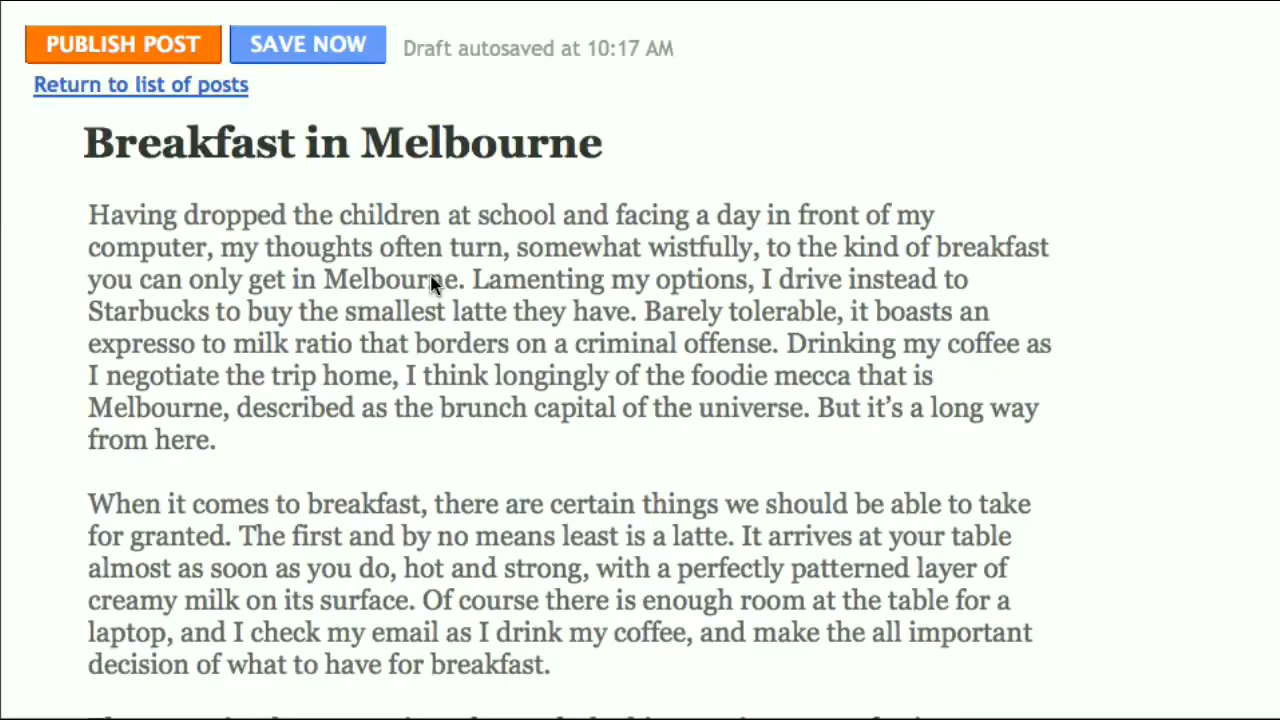 PUBLISH POST SAVE NOW Draft autosaved at 10:17 AM
Return to list of posts
Breakfast in Melbourne
Having dropped the children at school and facing a day in front of my
computer, my thoughts often turn, somewhat wistfully, to the kind of breakfast
you can only get in Melbourne. Lamenting my options, I drive instead to
Starbucks to buy the smallest latte they have. Barely tolerable, it boasts an
expresso to milk ratio that borders on a criminal offense. Drinking my coffee as
I negotiate the trip home, I think longingly of the foodie mecca that is
Melbourne, described as the brunch capital of the universe. But it’s a long way
from here.
When it comes to breakfast, there are certain things we should be able to take
for granted. The first and by no means least is a latte. It arrives at your table
almost as soon as you do, hot and strong, with a perfectly patterned layer of
creamy milk on its surface. Of course there is enough room at the table for a
laptop, and I check my email as I drink my coffee, and make the all important
decision of what to have for breakfast.